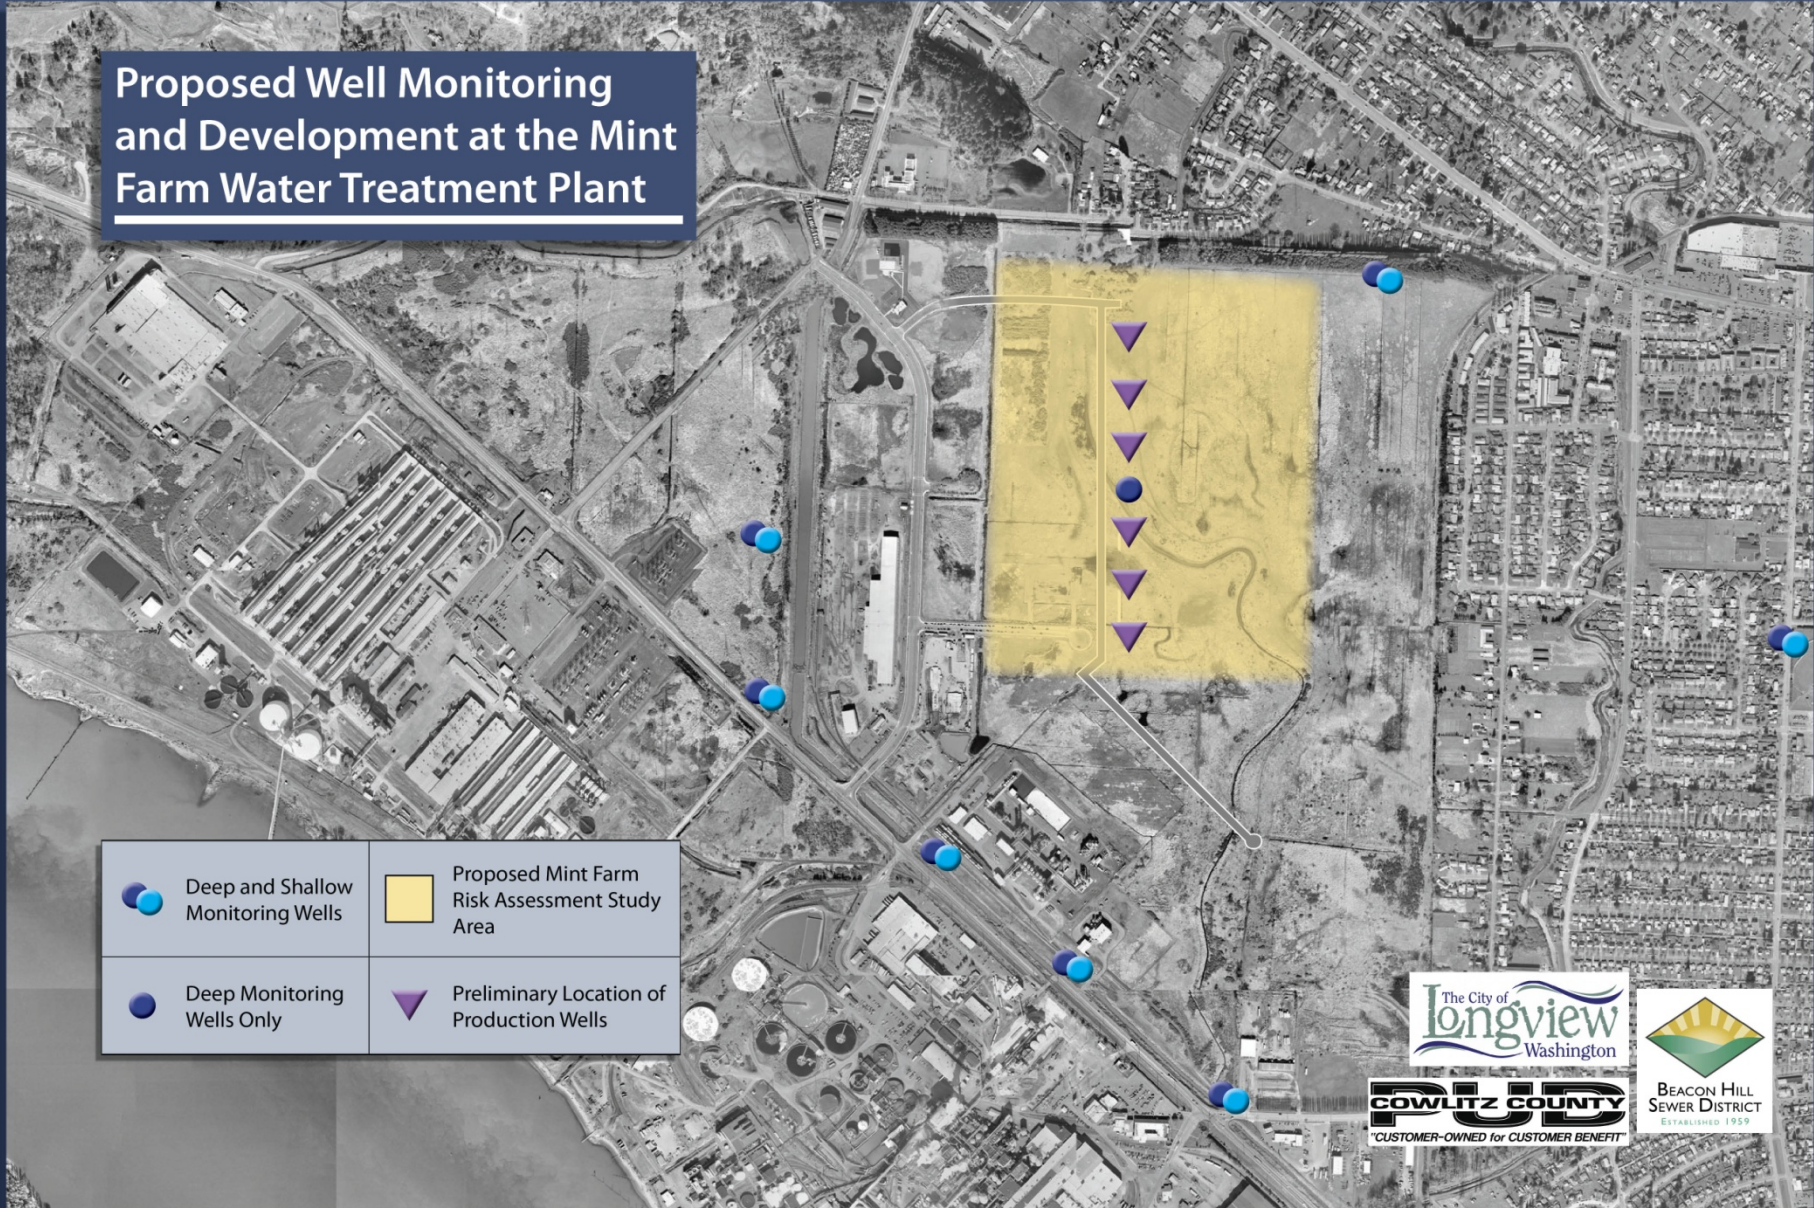 Proposed Well Monitoring
and Development at the Mint
Farm Water Treatment Plant
Deep and Shallow
Monitoring Wells
Proposed Mint Farm
Risk Assessment Study
Area
Deep Monitoring
Wells Only
Preliminary Location of
Production Wells
The City of
Longview
Washington
PUD
COWLITZ COUNTY
"CUSTOMER-OWNED for CUSTOMER BENEFIT"
BEACON HILL
SEWER DISTRICT
ESTABLISHED 1959